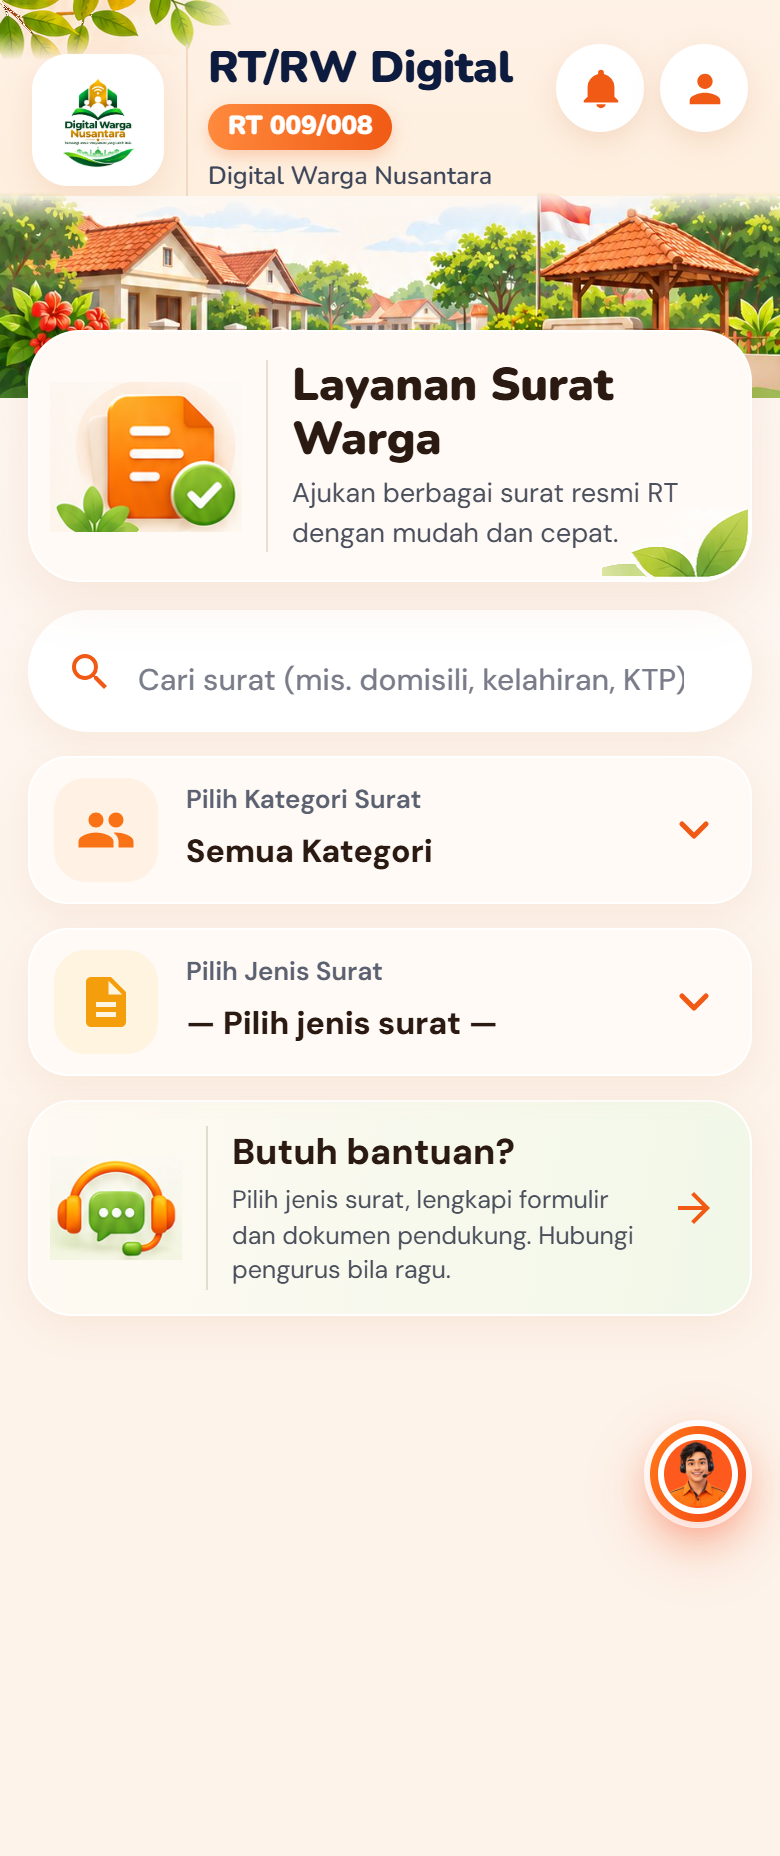 RT/RW Digital
RT 009/008
Digital Warga Nusantara
Digital Warga
Nusantara
Layanan Surat
Warga
Ajukan berbagai surat resmi RT
dengan mudah dan cepat.
Cari surat (mis. domisili, kelahiran, KTP)
Pilih Kategori Surat
Semua Kategori
Pilih Jenis Surat
— Pilih jenis surat —
Butuh bantuan?
Pilih jenis surat, lengkapi formulir
dan dokumen pendukung. Hubungi
pengurus bila ragu.